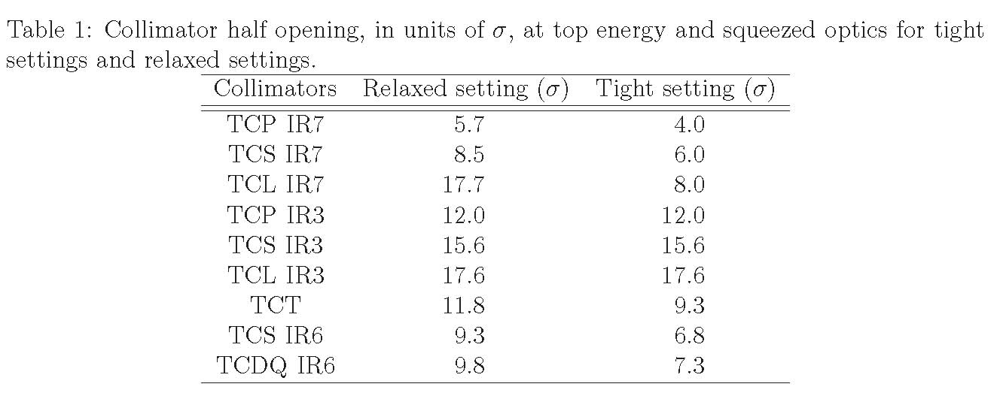 Table 1: Collimator half opening, in units of σ, at top energy and squeezed optics for tight
settings and relaxed settings.
Collimators Relaxed setting (σ) Tight setting (σ)
TCP IR7 5.7 4.0
TCS IR7 8.5 6.0
TCL IR7 17.7 8.0
TCP IR3 12.0 12.0
TCS IR3 15.6 15.6
TCL IR3 17.6 17.6
TCT 11.8 9.3
TCS IR6 9.3 6.8
TCDQ IR6 9.8 7.3